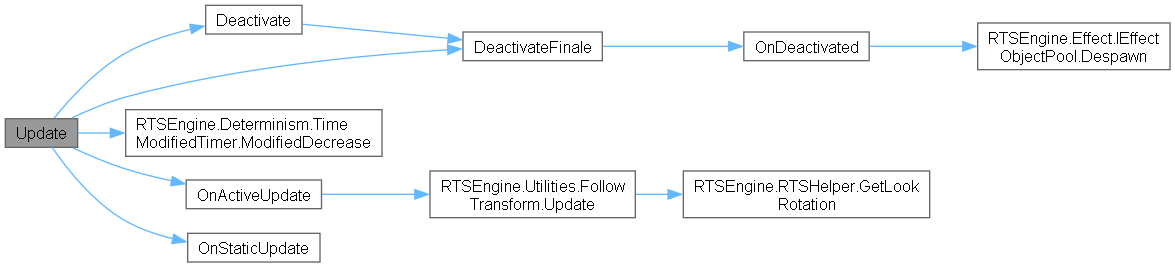 Deactivate
DeactivateFinale
OnDeactivated
RTSEngine.Effect.IEffect
ObjectPool.Despawn
Update
RTSEngine.Determinism.Time
ModifiedTimer.ModifiedDecrease
OnActiveUpdate
RTSEngine.Utilities.Follow
Transform.Update
RTSEngine.RTSHelper.GetLook
Rotation
OnStaticUpdate